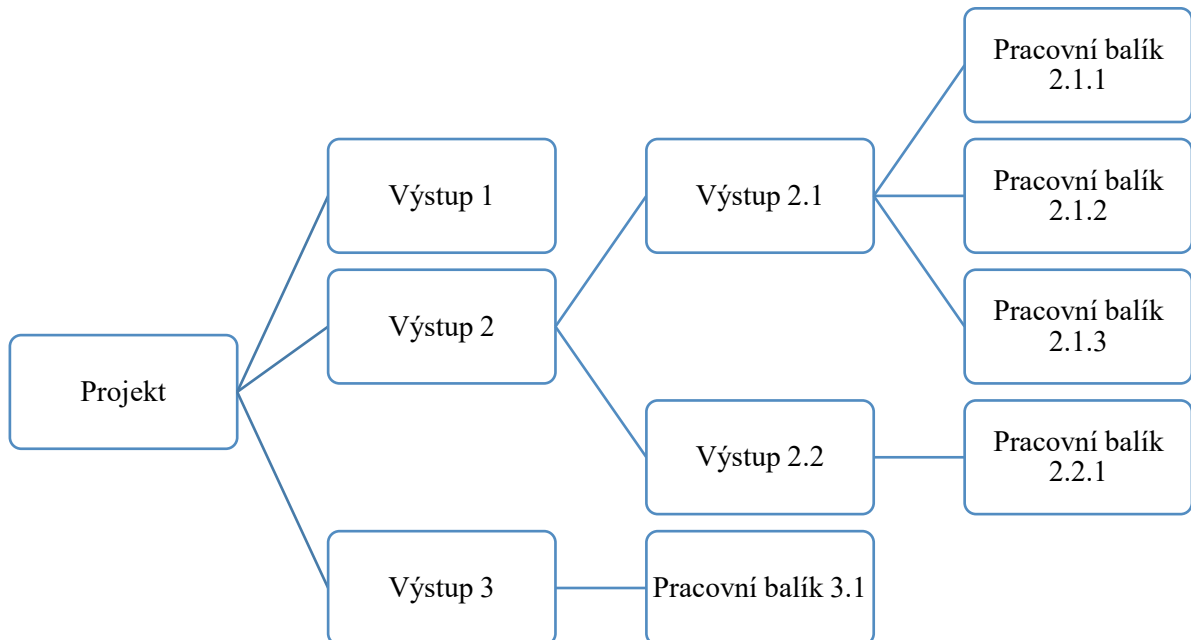 Projekt
Výstup 1
Výstup 2
Výstup 2.1
Pracovní balík
2.1.1
Pracovní balík
2.1.2
Pracovní balík
2.1.3
Výstup 2.2
Pracovní balík
2.2.1
Výstup 3
Pracovní balík 3.1